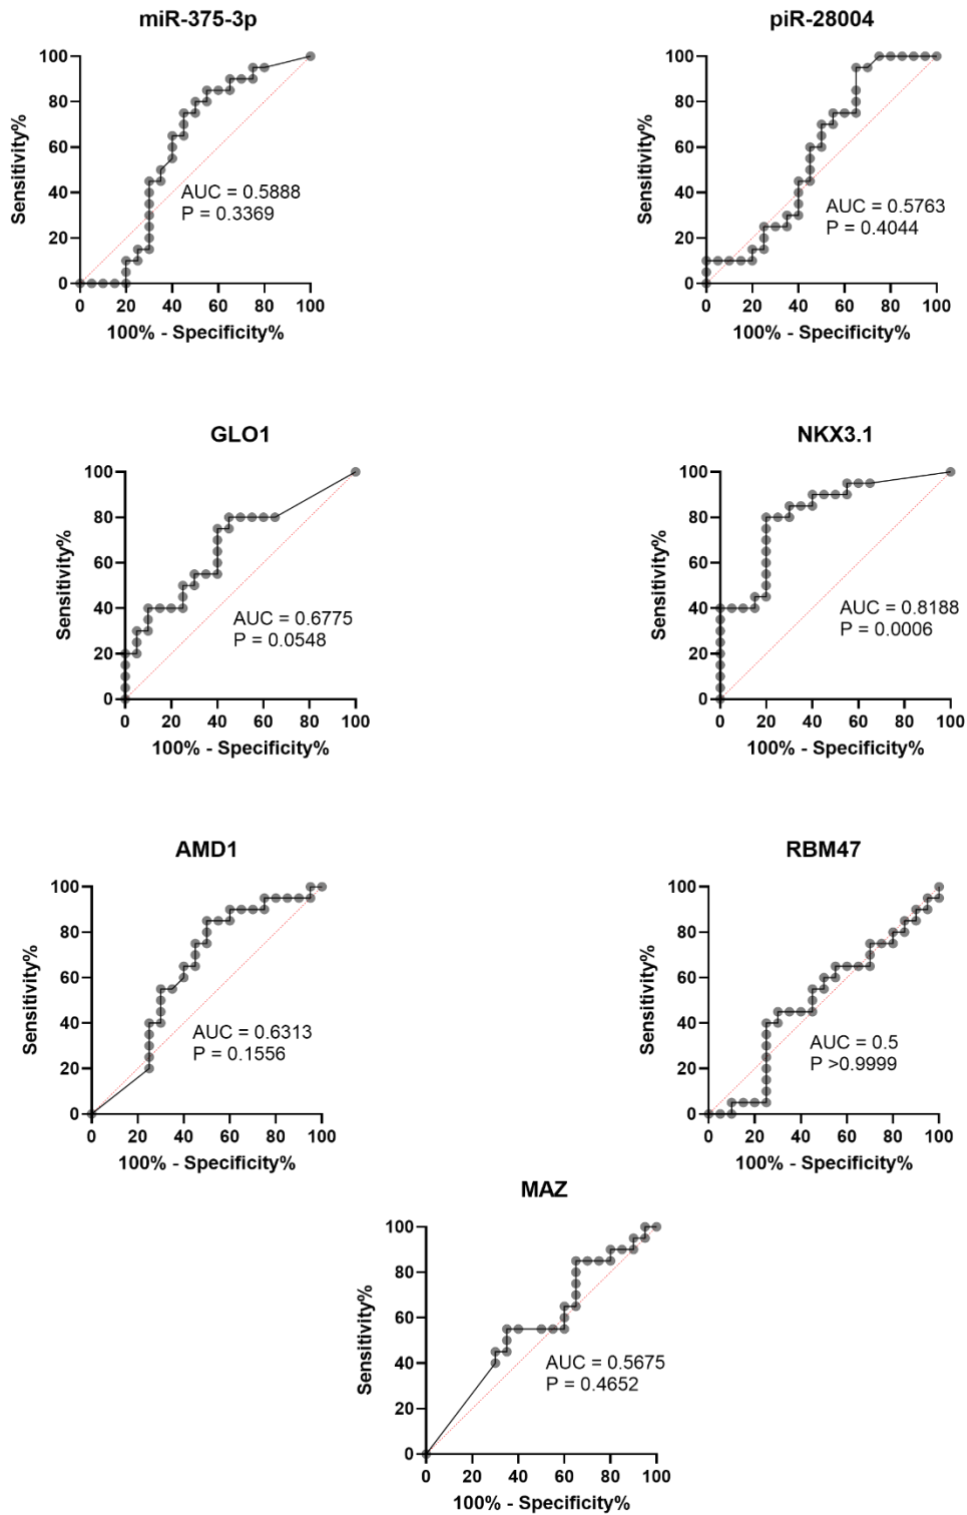 miR-375-3p
Sensitivity%
100
80
60
40
20
0
AUC = 0.5888
P = 0.3369
0 20 40 60 80 100
100% - Specificity%
piR-28004
Sensitivity%
100
80
60
40
20
0
AUC = 0.5763
P = 0.4044
0 20 40 60 80 100
100% - Specificity%
GLO1
Sensitivity%
100
80
60
40
20
0
AUC = 0.6775
P = 0.0548
0 20 40 60 80 100
100% - Specificity%
NKX3.1
Sensitivity%
100
80
60
40
20
0
AUC = 0.8188
P = 0.0006
0 20 40 60 80 100
100% - Specificity%
AMD1
Sensitivity%
100
80
60
40
20
0
AUC = 0.6313
P = 0.1556
0 20 40 60 80 100
100% - Specificity%
RBM47
Sensitivity%
100
80
60
40
20
0
AUC = 0.5
P >0.9999
0 20 40 60 80 100
100% - Specificity%
MAZ
Sensitivity%
100
80
60
40
20
0
AUC = 0.5675
P = 0.4652
0 20 40 60 80 100
100% - Specificity%